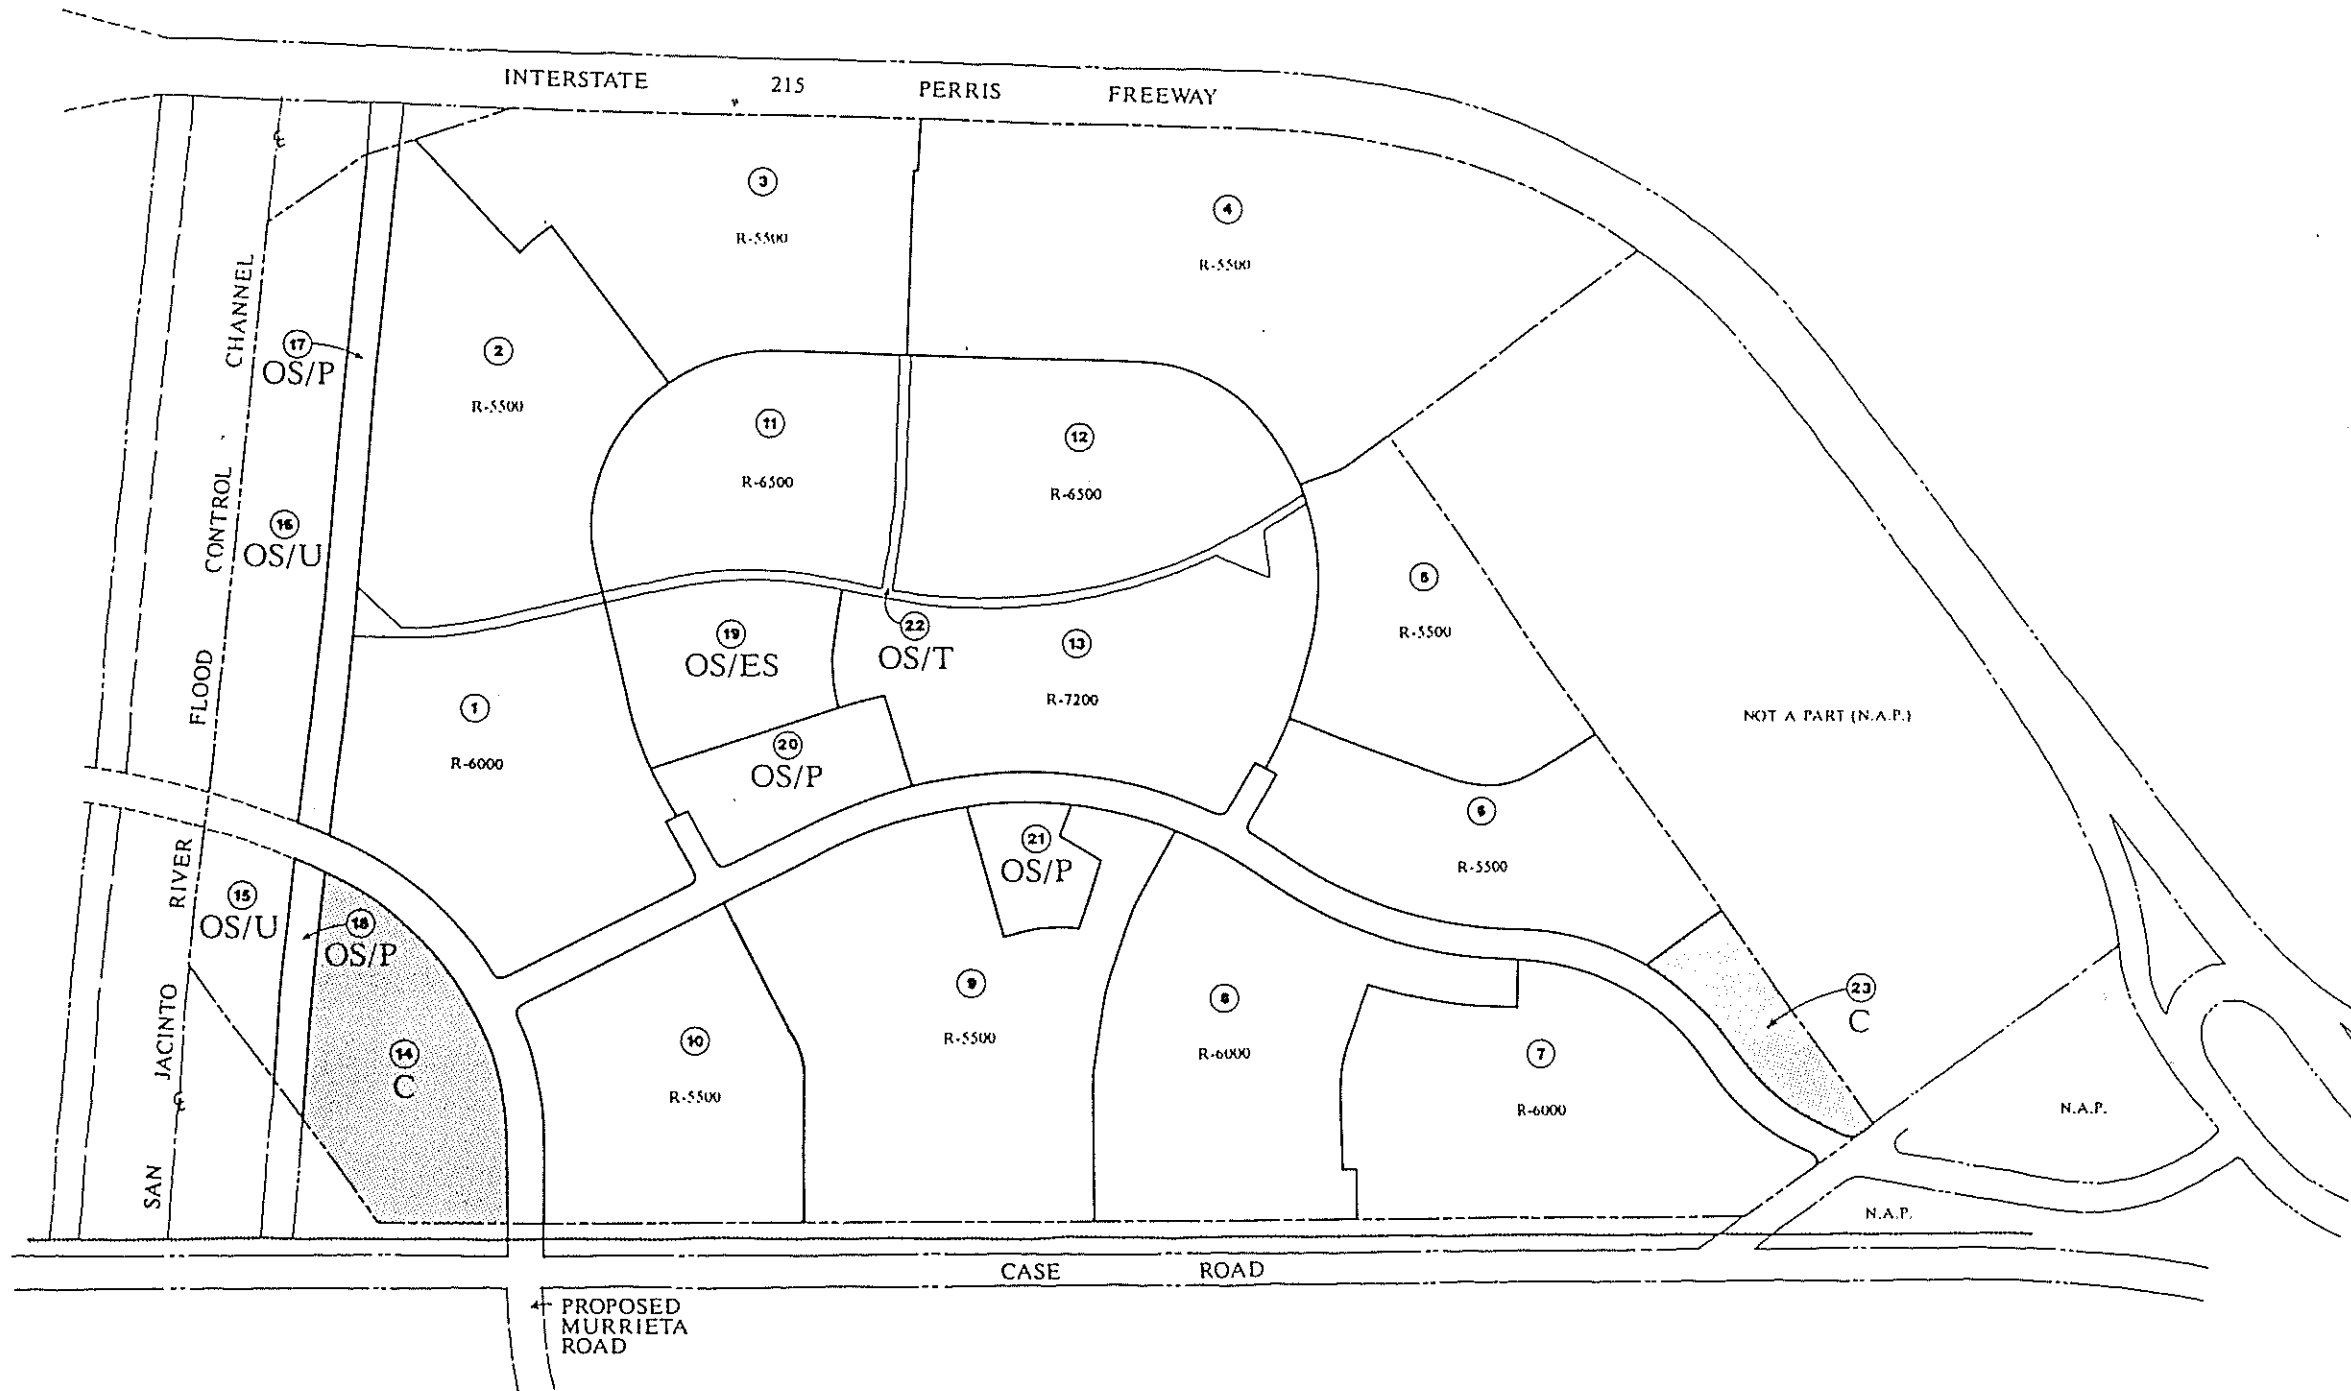 INTERSTATE 215 PERRIS FREEWAY
3
R-5500
4
R-5500
17
OS/P
2
R-5500
11
R-6500
12
R-6500
16
OS/U
5
R-5500
19
OS/ES
22
OS/T
13
R-7200
1
R-6000
20
OS/P
NOT A PART (N.A.P.)
6
R-5500
21
OS/P
15
OS/U
18
OS/P
14
C
10
R-5500
9
R-5500
8
R-6000
7
R-6000
23
C
N.A.P.
N.A.P.
SAN JACINTO RIVER FLOOD CONTROL CHANNEL
CASE ROAD
PROPOSED
MURRIETA
ROAD